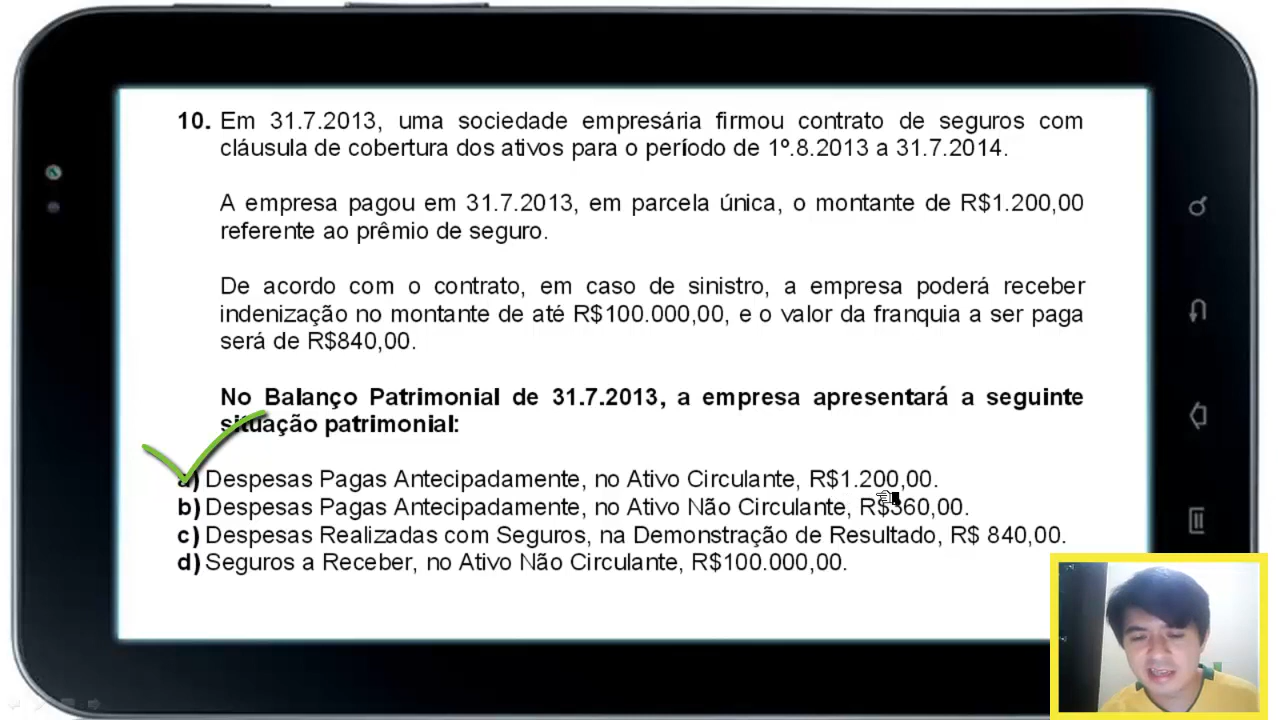 10. Em 31.7.2013, uma sociedade empresária firmou contrato de seguros com
cláusula de cobertura dos ativos para o período de 1º.8.2013 a 31.7.2014.
A empresa pagou em 31.7.2013, em parcela única, o montante de R$1.200,00
referente ao prêmio de seguro.
De acordo com o contrato, em caso de sinistro, a empresa poderá receber
indenização no montante de até R$100.000,00, e o valor da franquia a ser paga
será de R$840,00.
No Balanço Patrimonial de 31.7.2013, a empresa apresentará a seguinte
situação patrimonial:
a) Despesas Pagas Antecipadamente, no Ativo Circulante, R$1.200,00.
b) Despesas Pagas Antecipadamente, no Ativo Não Circulante, R$360,00.
c) Despesas Realizadas com Seguros, na Demonstração de Resultado, R$ 840,00.
d) Seguros a Receber, no Ativo Não Circulante, R$100.000,00.